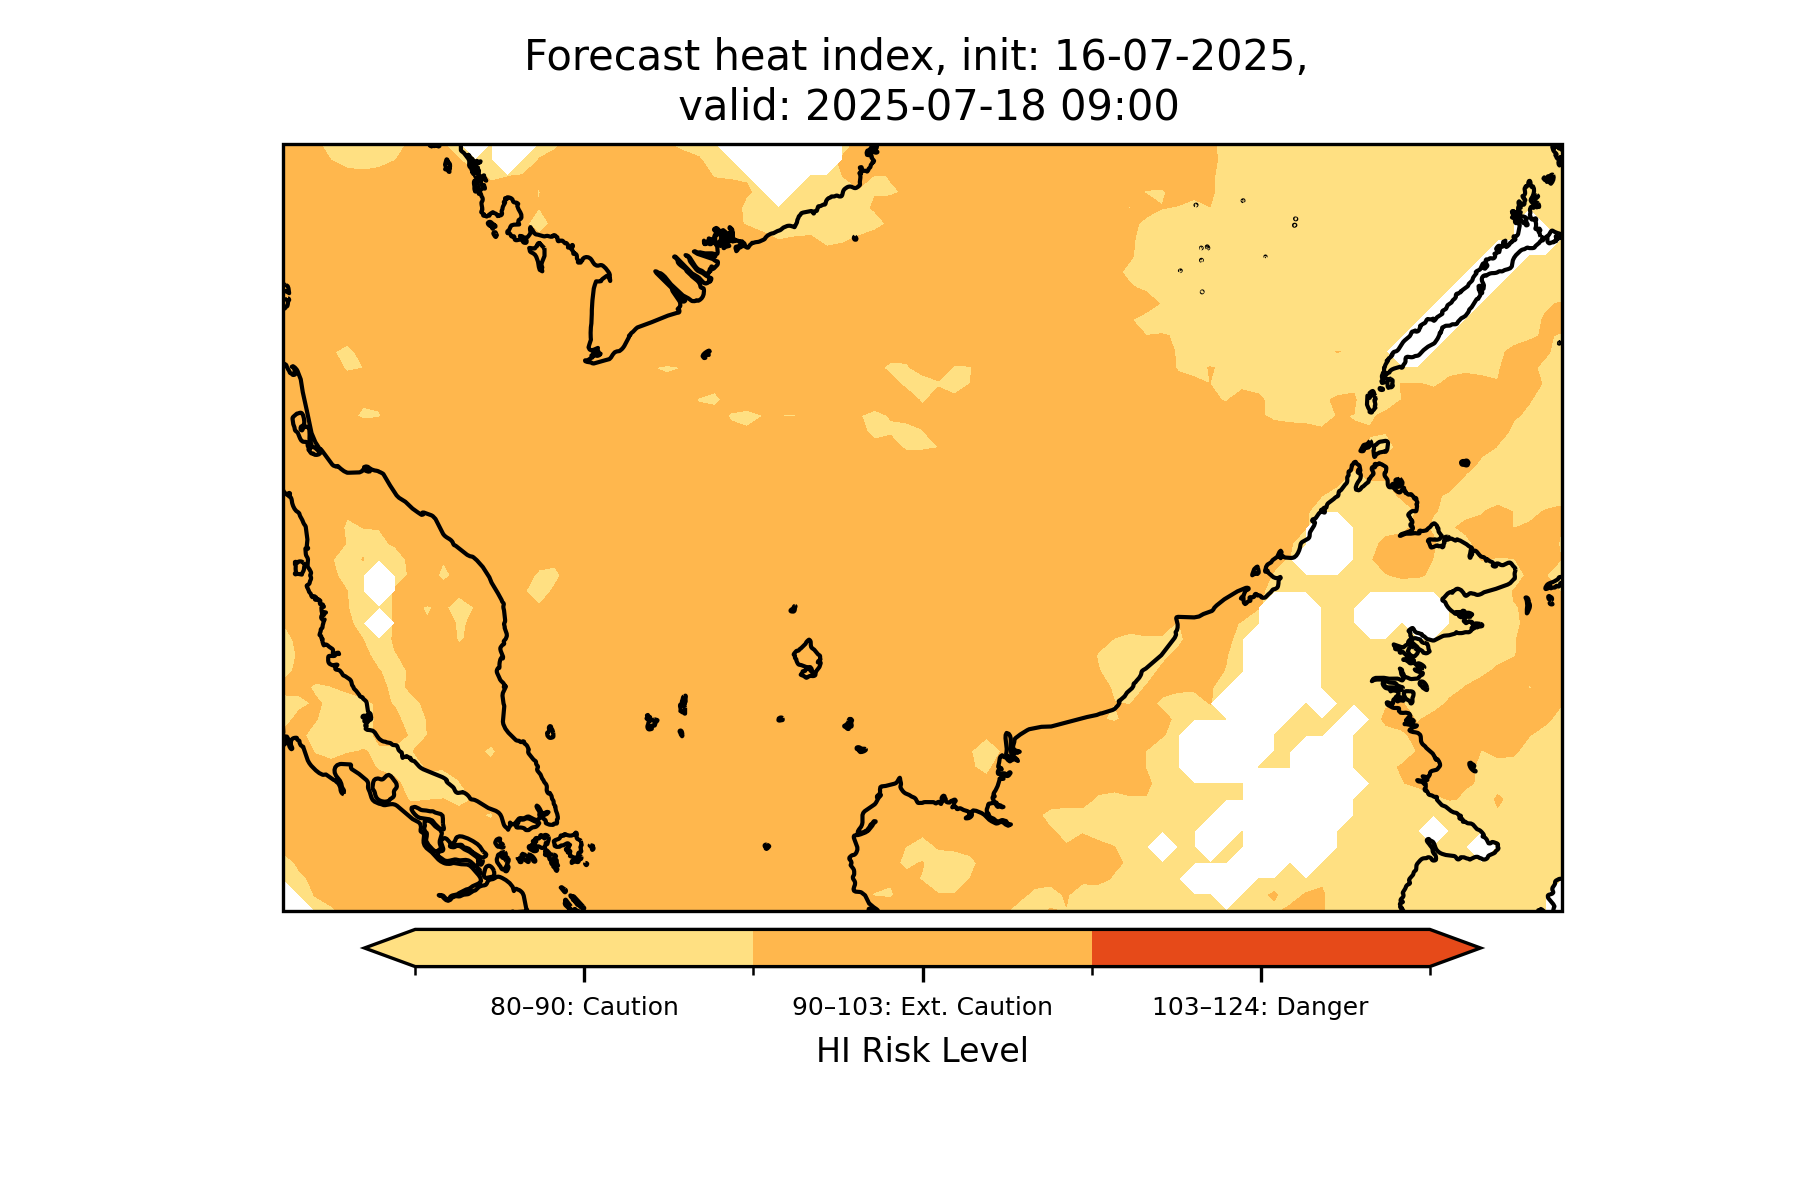 Forecast heat index, init: 16-07-2025,
valid: 2025-07-18 09:00
80–90: Caution
90–103: Ext. Caution
103–124: Danger
HI Risk Level